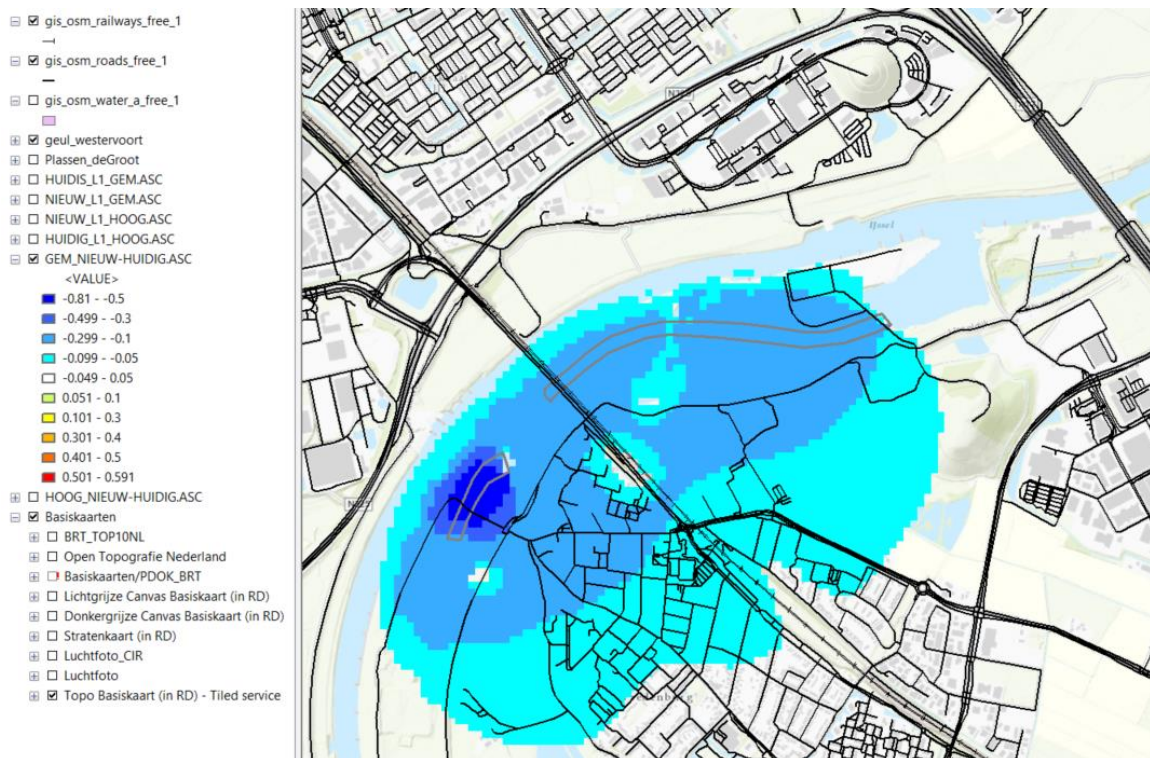 gis_osm_railways_free_1
gis_osm_roads_free_1
gis_osm_water_a_free_1
geul_westervoort
Plassen_deGroot
HUIDIS_L1_GEM.ASC
NIEUW_L1_GEM.ASC
NIEUW_L1_HOOG.ASC
HUIDIG_L1_HOOG.ASC
GEM_NIEUW-HUIDIG.ASC
<VALUE>
-0.81 - -0.5
-0.499 - -0.3
-0.299 - -0.1
-0.099 - -0.05
-0.049 - 0.05
0.051 - 0.1
0.101 - 0.3
0.301 - 0.4
0.401 - 0.5
0.501 - 0.591
HOOG_NIEUW-HUIDIG.ASC
Basiskaarten
BRT_TOP10NL
Open Topografie Nederland
Basiskaarten/PDOK_BRT
Lichtgrijze Canvas Basiskaart (in RD)
Donkergrijze Canvas Basiskaart (in RD)
Stratenkaart (in RD)
Luchtfoto_CIR
Luchtfoto
Topo Basiskaart (in RD) - Tiled service
IJssel